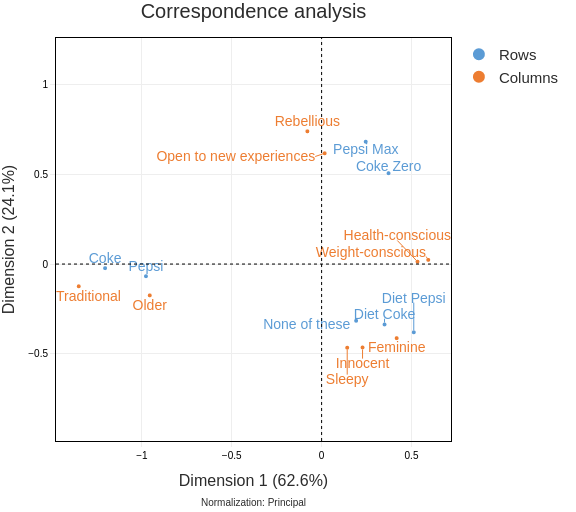 Correspondence analysis
Rows
Columns
1
Rebellious
Open to new experiences
Pepsi Max
Coke Zero
0.5
Health-conscious
Weight-conscious
Coke
Pepsi
0
Traditional
Older
Diet Pepsi
Diet Coke
None of these
Feminine
−0.5
Innocent
Sleepy
−1
−0.5
0
0.5
Dimension 1 (62.6%)
Dimension 2 (24.1%)
Normalization: Principal